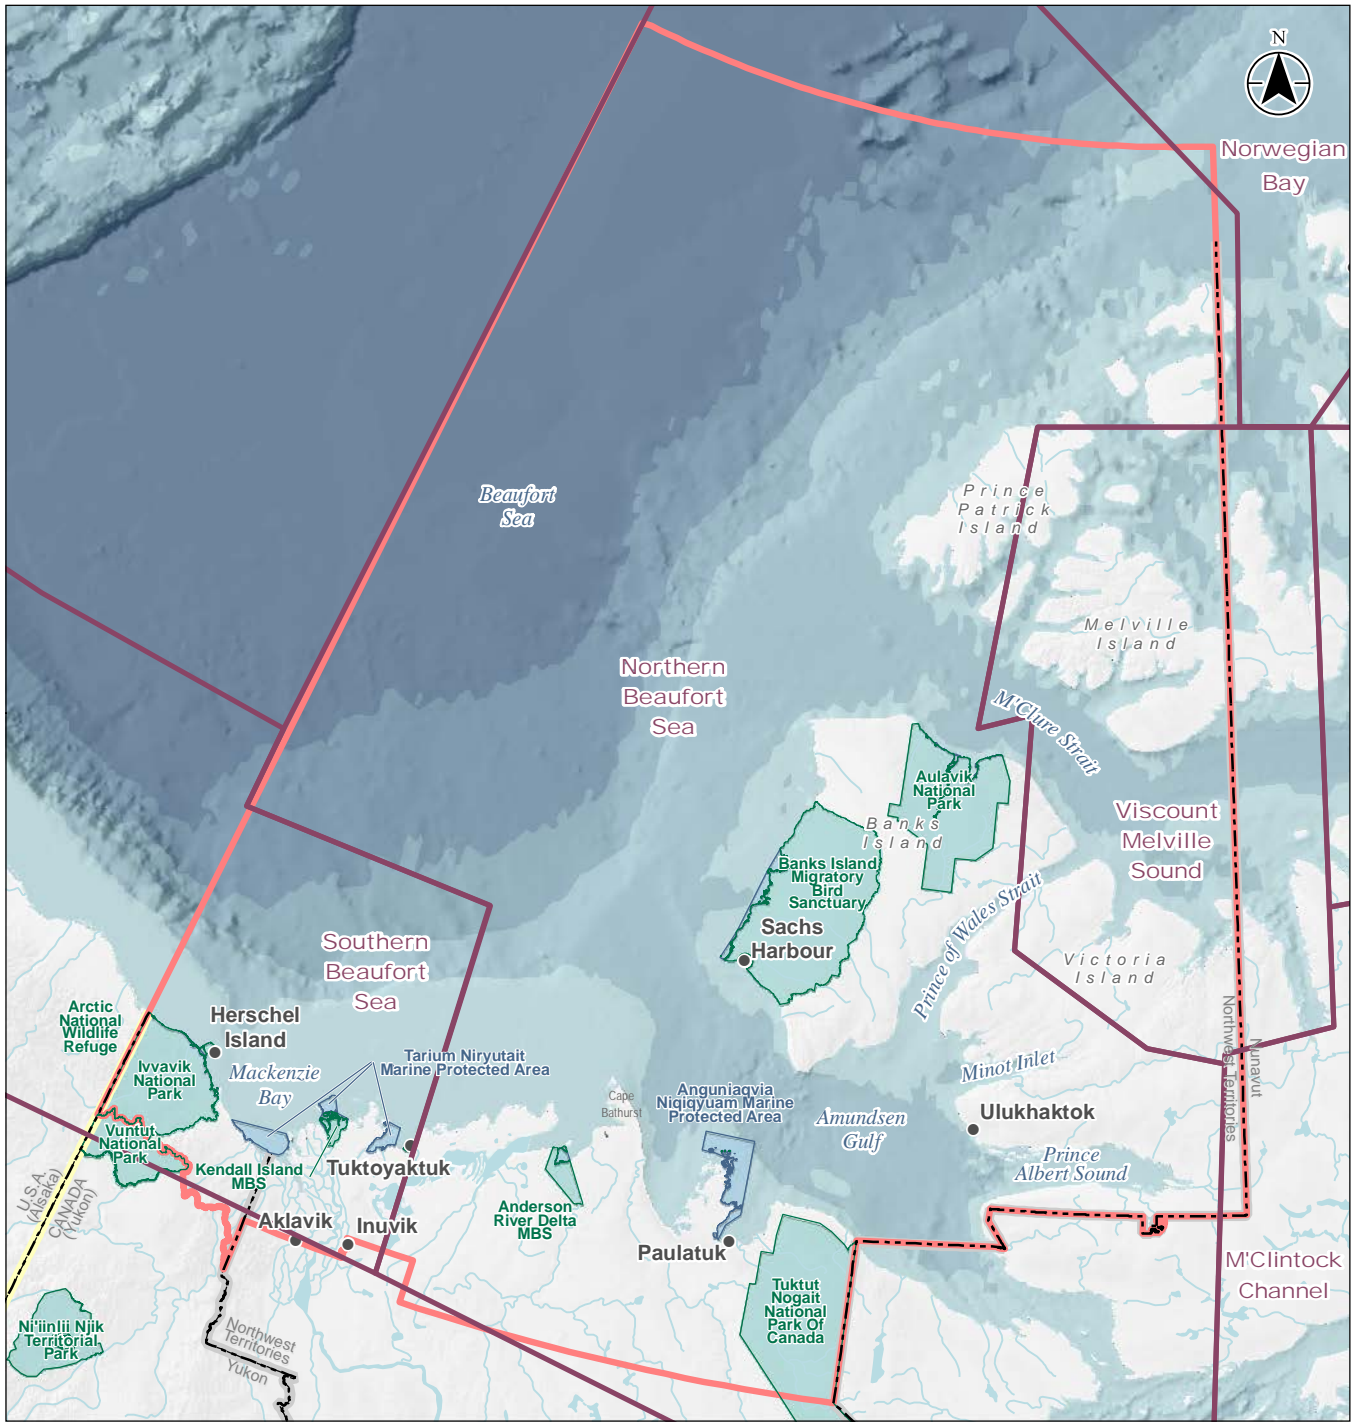 N
Norwegian
Bay
Beaufort
Sea
Prince
Patrick
Island
Melville
Island
Northern
Beaufort
Sea
M'Clure Strait
Aulavik
National
Park
Banks
Island
Viscount
Melville
Sound
Banks Island
Migratory
Bird
Sanctuary
Prince of Wales Strait
Sachs
Harbour
Southern
Beaufort
Sea
Victoria
Island
Arctic
National
Wildlife
Refuge
Herschel
Island
Northwest Territories
Nunavut
Ivvavik
National
Park
Mackenzie
Bay
Tarium Niryutait
Marine Protected Area
Minot Inlet
Cape
Bathurst
Anguniaqvia
Niqiqyuam Marine
Protected Area
Amundsen
Gulf
Ulukhaktok
Vuntut
National
Park
Kendall Island
MBS
Tuktoyaktuk
Prince
Albert Sound
U.S.A.
(Alaska)
CANADA
(Yukon)
Anderson
River Delta
MBS
Aklavik
Inuvik
Paulatuk
M'Clintock
Channel
Tuktut
Nogait
National
Park Of
Canada
Ni'iinlii Njik
Territorial
Park
Northwest
Territories
Yukon